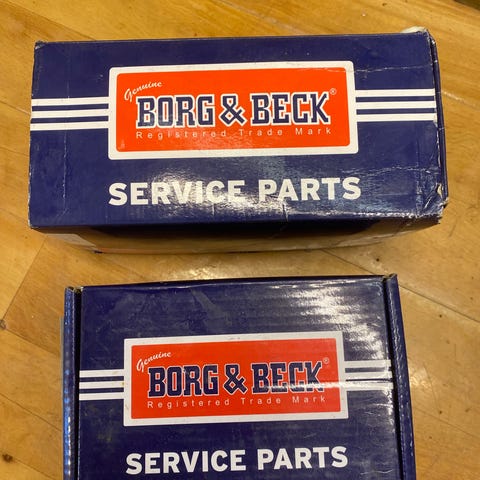 Genuine
BORG & BECK®
Registered Trade Mark
SERVICE PARTS
Genuine
BORG & BECK®
Registered Trade Mark
SERVICE PARTS